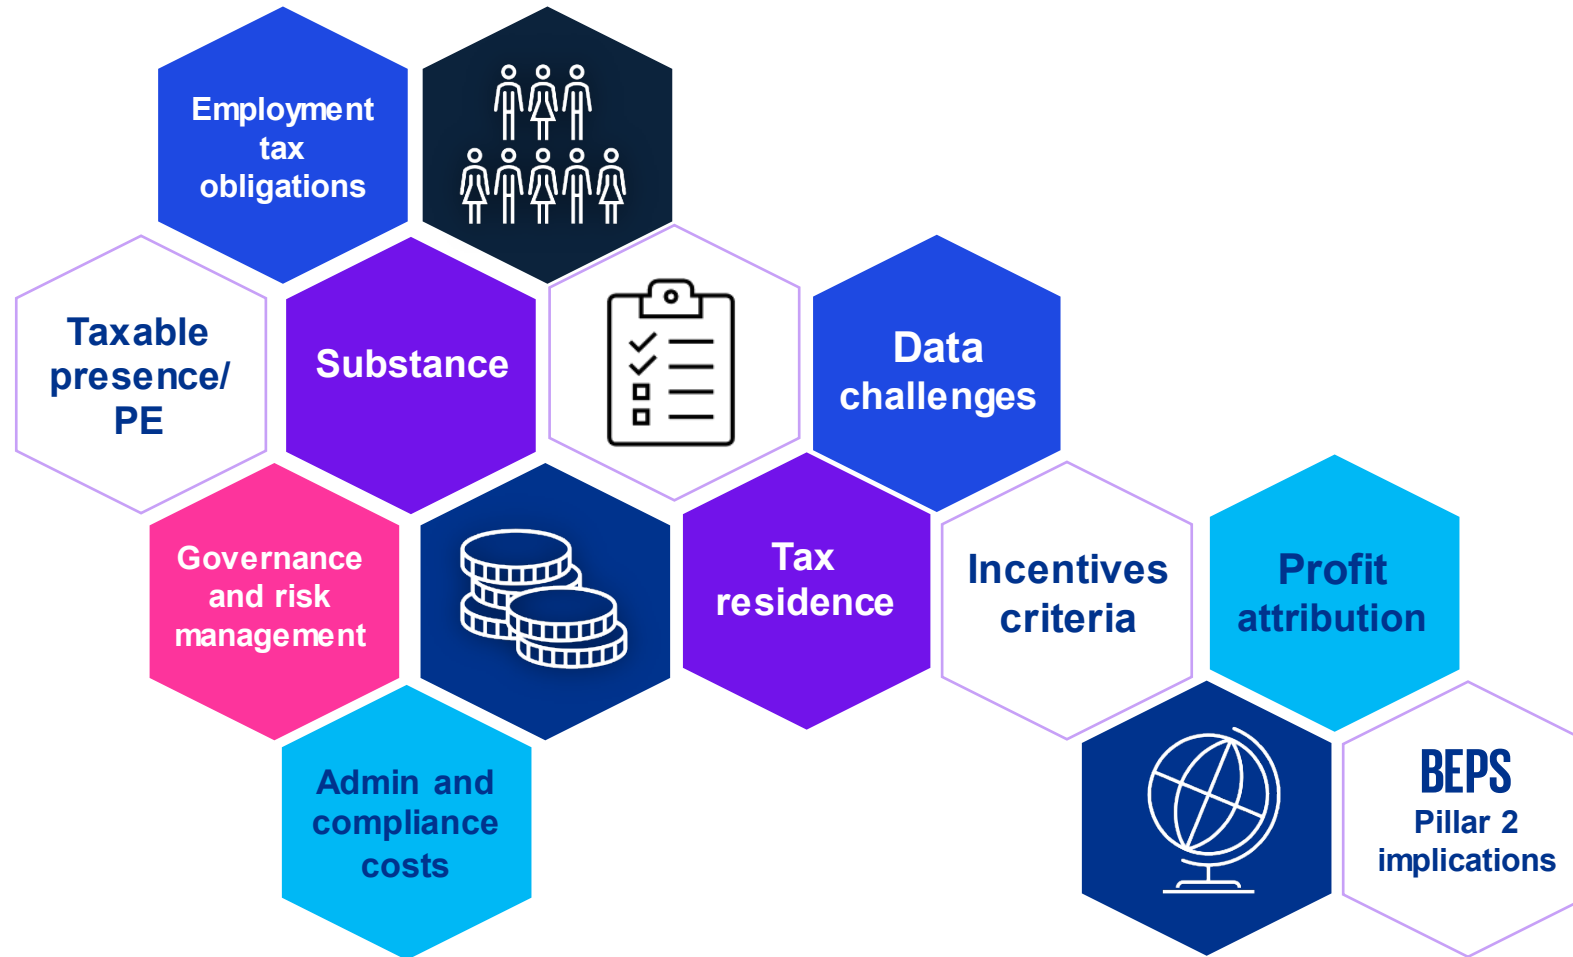 Employment
tax
obligations
Taxable
presence/
PE
Substance
Data
challenges
Governance
and risk
management
Tax
residence
Incentives
criteria
Profit
attribution
Admin and
compliance
costs
BEPS
Pillar 2
implications